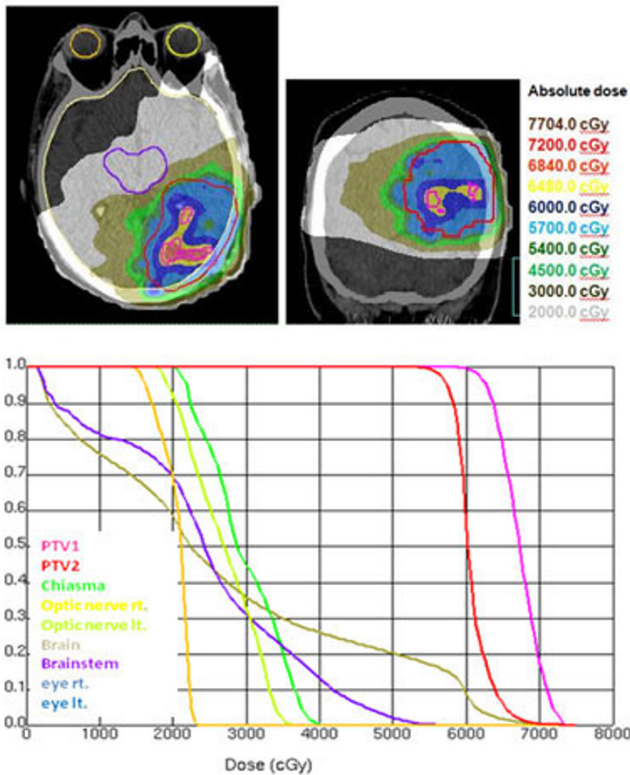 Absolute dose
7704.0 cGy
7200.0 cGy
6840.0 cGy
6480.0 cGy
6000.0 cGy
5700.0 cGy
5400.0 cGy
4500.0 cGy
3000.0 cGy
2000.0 cGy
1.0
0.9
0.8
0.7
0.6
0.5
0.4
0.3
0.2
0.1
0.0
PTV1
PTV2
Chiasma
Optic nerve rt.
Optic nerve lt.
Brain
Brainstem
eye rt.
eye lt.
0 1000 2000 3000 4000 5000 6000 7000 8000
Dose (cGy)